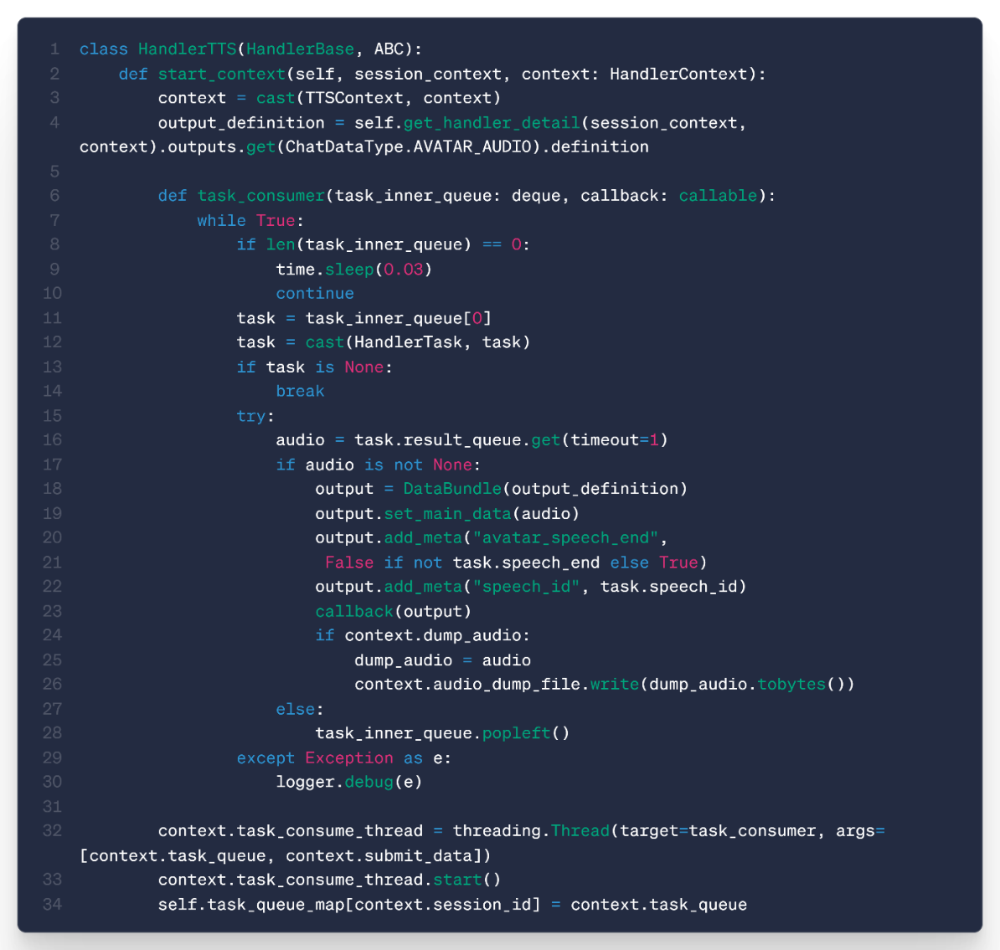 1 class HandlerTTS(HandlerBase, ABC):
2     def start_context(self, session_context, context: HandlerContext):
3         context = cast(TTSContext, context)
4         output_definition = self.get_handler_detail(session_context,
context).outputs.get(ChatDataType.AVATAR_AUDIO).definition
5
6         def task_consumer(task_inner_queue: deque, callback: callable):
7             while True:
8                 if len(task_inner_queue) == 0:
9                     time.sleep(0.03)
10                     continue
11                 task = task_inner_queue[0]
12                 task = cast(HandlerTask, task)
13                 if task is None:
14                     break
15                 try:
16                     audio = task.result_queue.get(timeout=1)
17                     if audio is not None:
18                         output = DataBundle(output_definition)
19                         output.set_main_data(audio)
20                         output.add_meta("avatar_speech_end",
21                          False if not task.speech_end else True)
22                         output.add_meta("speech_id", task.speech_id)
23                         callback(output)
24                         if context.dump_audio:
25                             dump_audio = audio
26                             context.audio_dump_file.write(dump_audio.tobytes())
27                     else:
28                         task_inner_queue.popleft()
29                 except Exception as e:
30                     logger.debug(e)
31
32         context.task_consume_thread = threading.Thread(target=task_consumer, args=
[context.task_queue, context.submit_data])
33         context.task_consume_thread.start()
34         self.task_queue_map[context.session_id] = context.task_queue